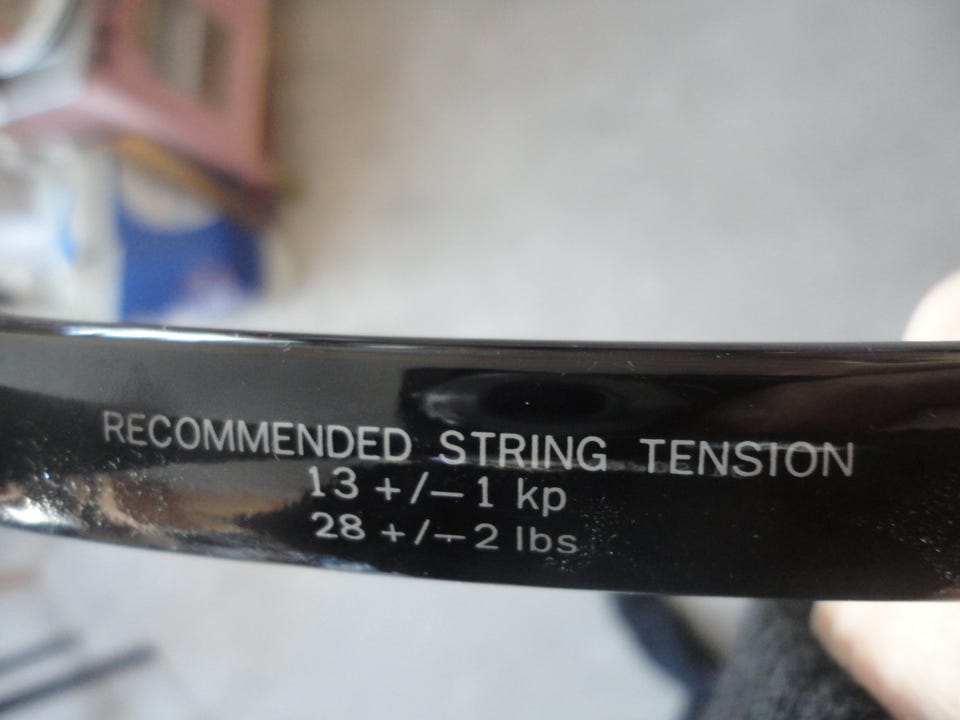 RECOMMENDED STRING TENSION
13 +/- 1 kp
28 +/- 2 lbs